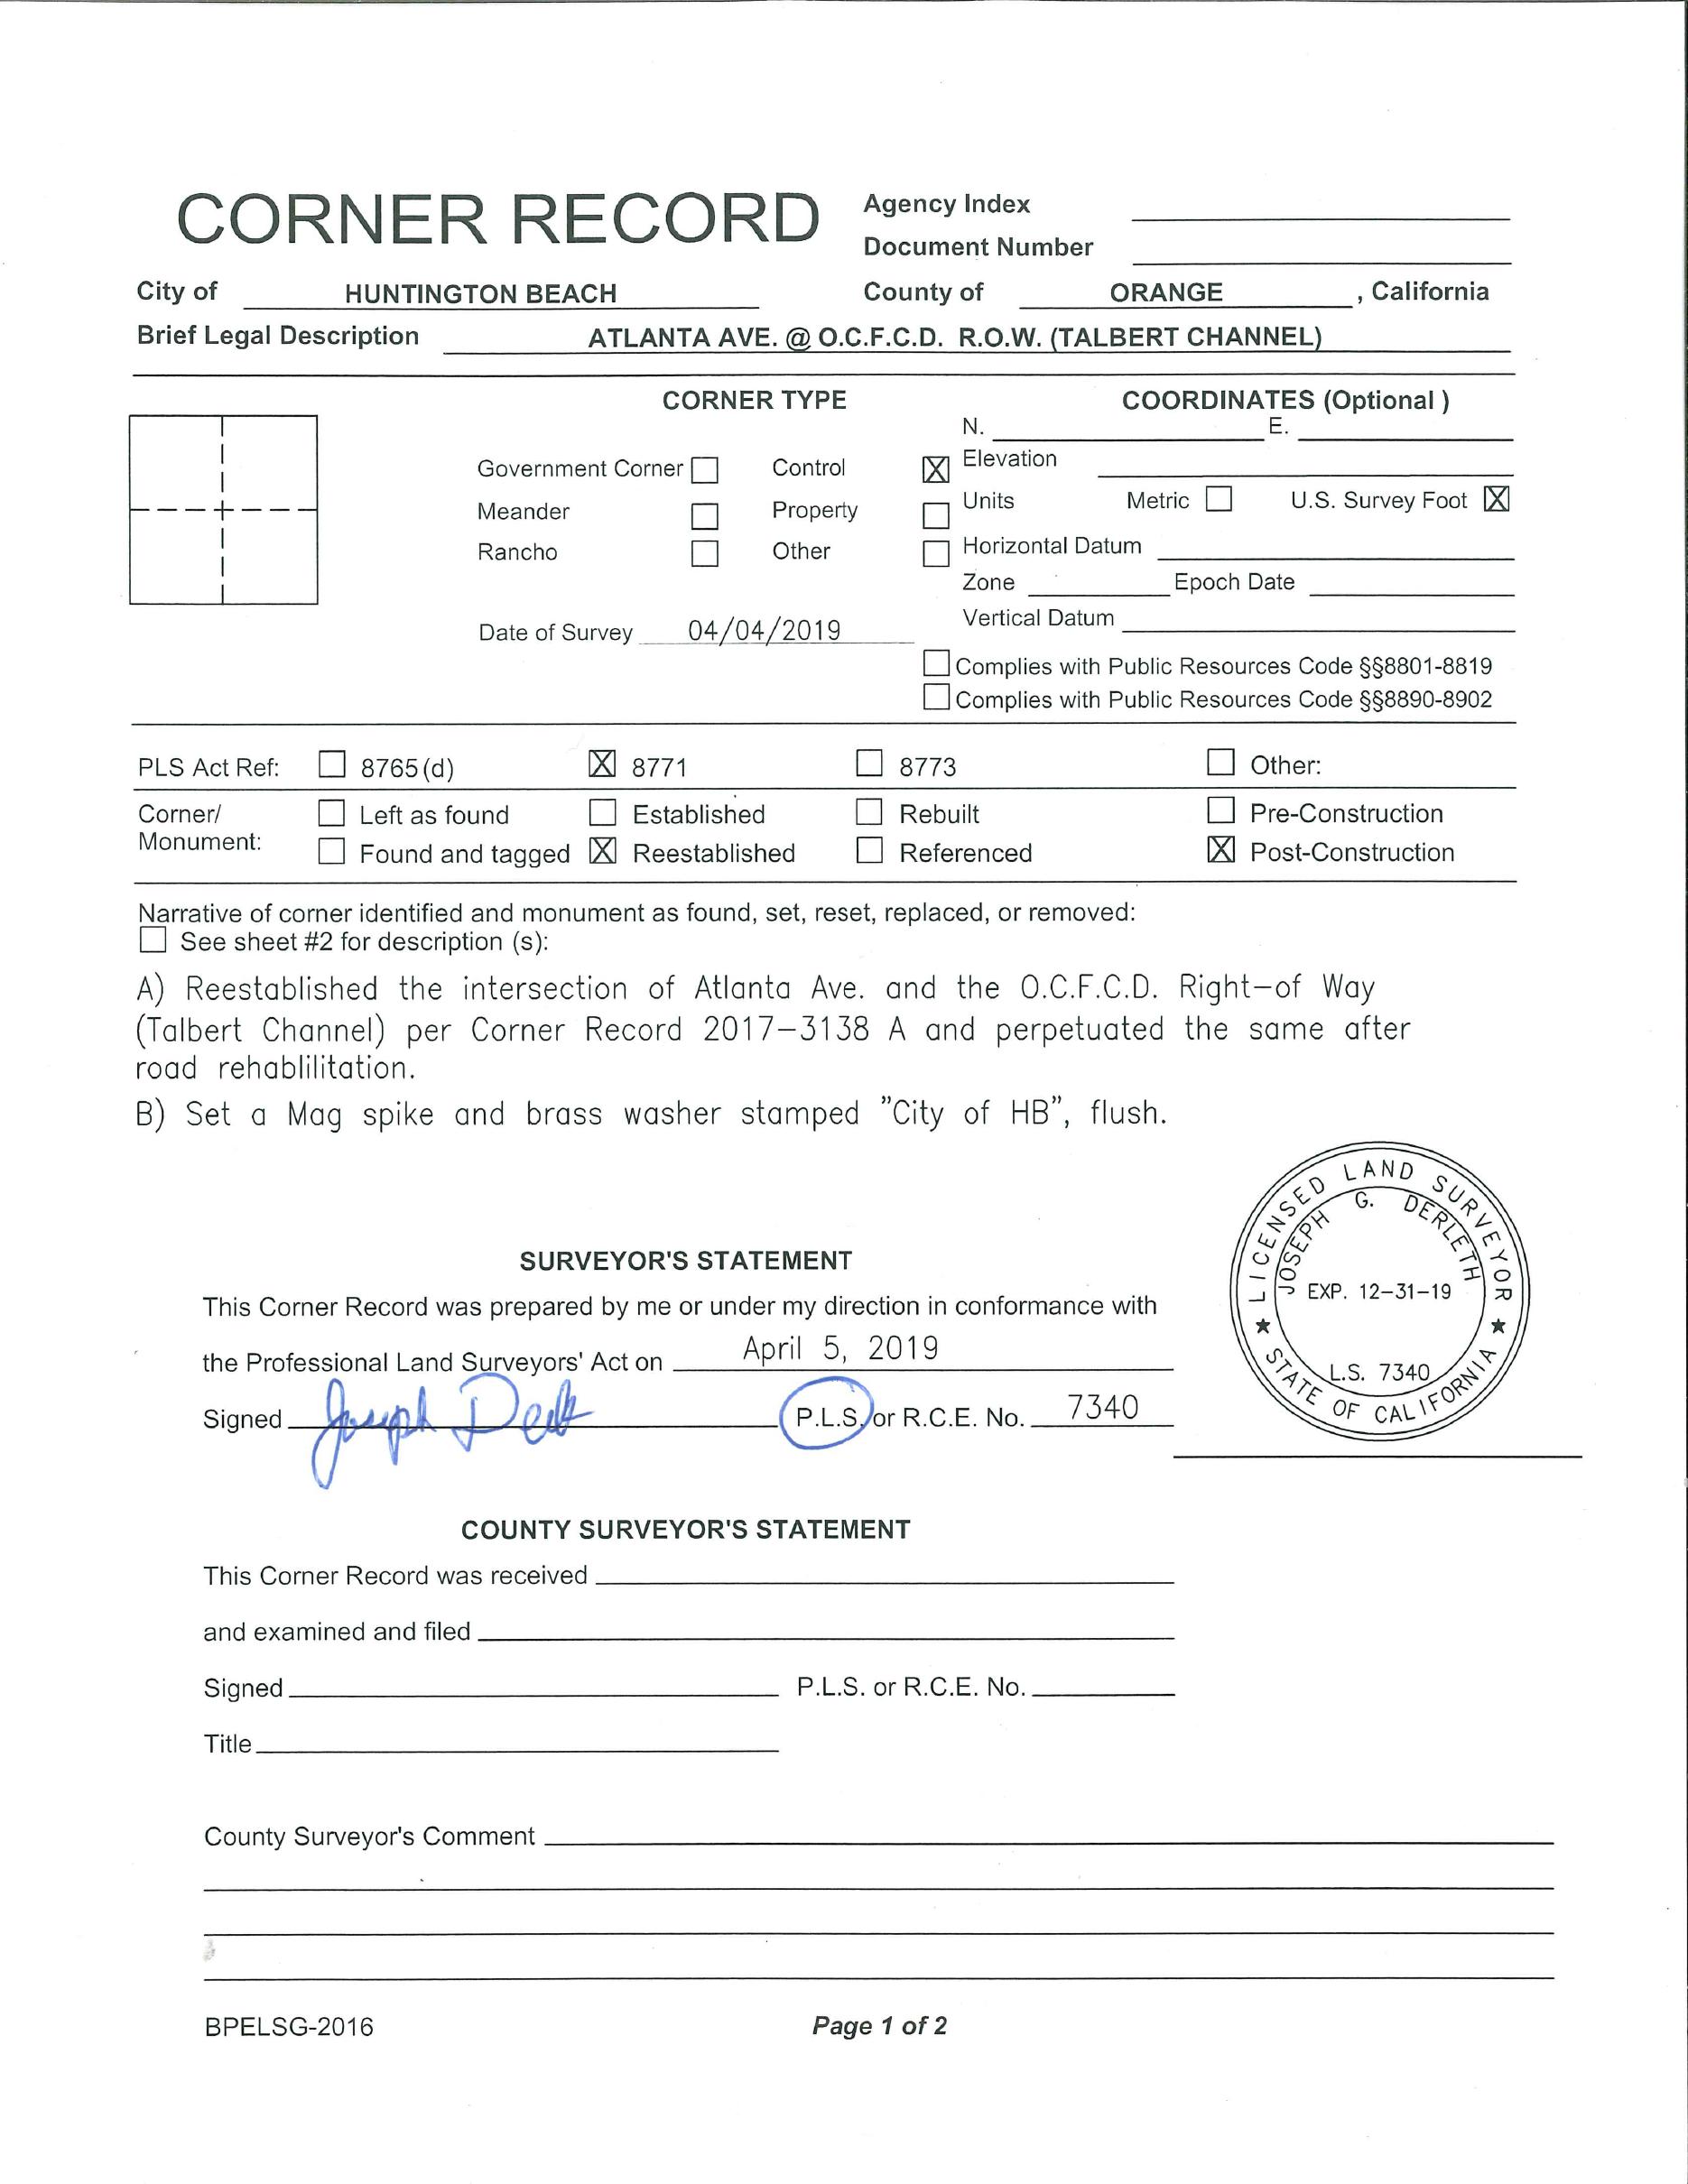 CORNER RECORD
Agency Index
Document Number
City of HUNTINGTON BEACH County of ORANGE , California
Brief Legal Description ATLANTA AVE. @ O.C.F.C.D. R.O.W. (TALBERT CHANNEL)
CORNER TYPE
COORDINATES (Optional )
N. E.
Government Corner ☐ Control ☒ Elevation
Meander ☐ Property ☐ Units Metric ☐ U.S. Survey Foot ☒
Rancho ☐ Other ☐ Horizontal Datum
Zone Epoch Date
Date of Survey 04/04/2019 Vertical Datum
☐ Complies with Public Resources Code §§8801-8819
☐ Complies with Public Resources Code §§8890-8902
PLS Act Ref: ☐ 8765(d) ☒ 8771 ☐ 8773 ☐ Other:
Corner/ ☐ Left as found ☐ Established ☐ Rebuilt ☐ Pre-Construction
Monument: ☐ Found and tagged ☒ Reestablished ☐ Referenced ☒ Post-Construction
Narrative of corner identified and monument as found, set, reset, replaced, or removed:
☐ See sheet #2 for description (s):
A) Reestablished the intersection of Atlanta Ave. and the O.C.F.C.D. Right-of Way
(Talbert Channel) per Corner Record 2017-3138 A and perpetuated the same after
road rehablilitation.
B) Set a Mag spike and brass washer stamped "City of HB", flush.
SURVEYOR'S STATEMENT
This Corner Record was prepared by me or under my direction in conformance with
the Professional Land Surveyors' Act on April 5, 2019
Signed Joseph P.L.S. or R.C.E. No. 7340
LICENSED LAND SURVEYOR
JOSEPH G. DERLETH
EXP. 12-31-19
L.S. 7340
STATE OF CALIFORNIA
COUNTY SURVEYOR'S STATEMENT
This Corner Record was received
and examined and filed
Signed P.L.S. or R.C.E. No.
Title
County Surveyor's Comment
BPELSG-2016
Page 1 of 2